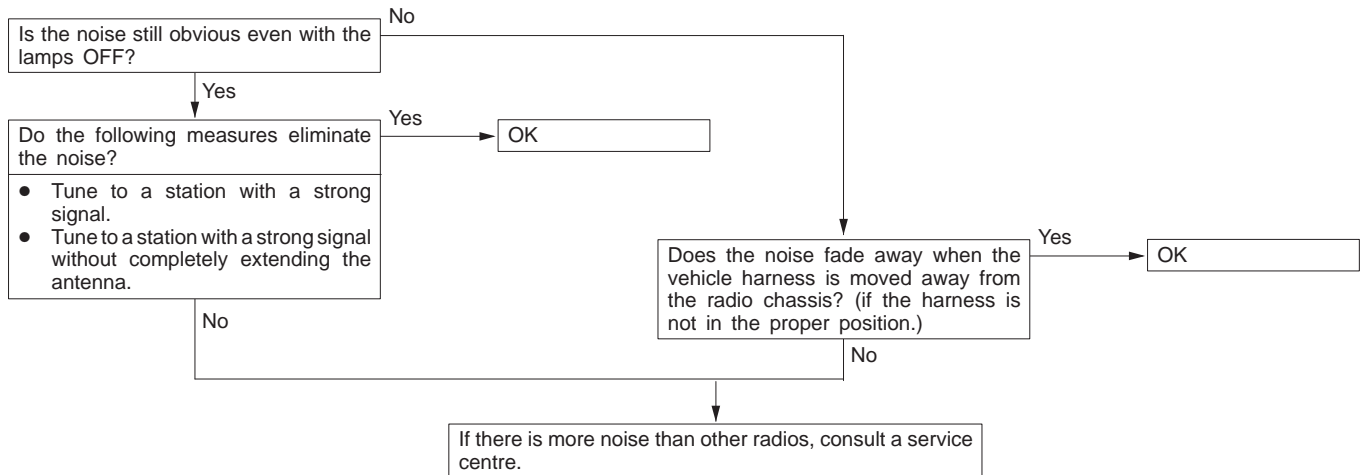 No
Is the noise still obvious even with the
lamps OFF?
Yes
Do the following measures eliminate
the noise?
Yes
OK
● Tune to a station with a strong
signal.
● Tune to a station with a strong signal
without completely extending the
antenna.
No
Does the noise fade away when the
vehicle harness is moved away from
the radio chassis? (if the harness is
not in the proper position.)
Yes
OK
No
If there is more noise than other radios, consult a service
centre.